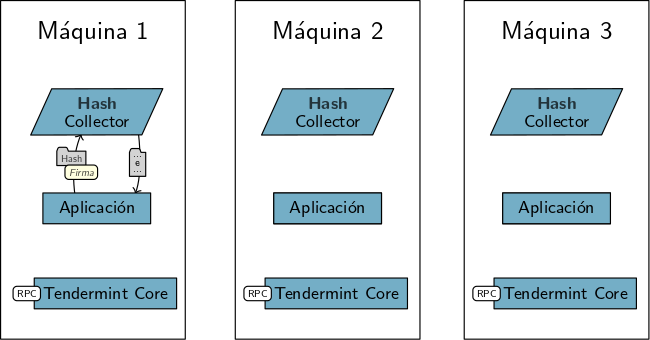 Máquina 1
Hash
Collector
Hash
Firma
...
e
...
Aplicación
RPC
Tendermint Core
Máquina 2
Hash
Collector
Aplicación
RPC
Tendermint Core
Máquina 3
Hash
Collector
Aplicación
RPC
Tendermint Core